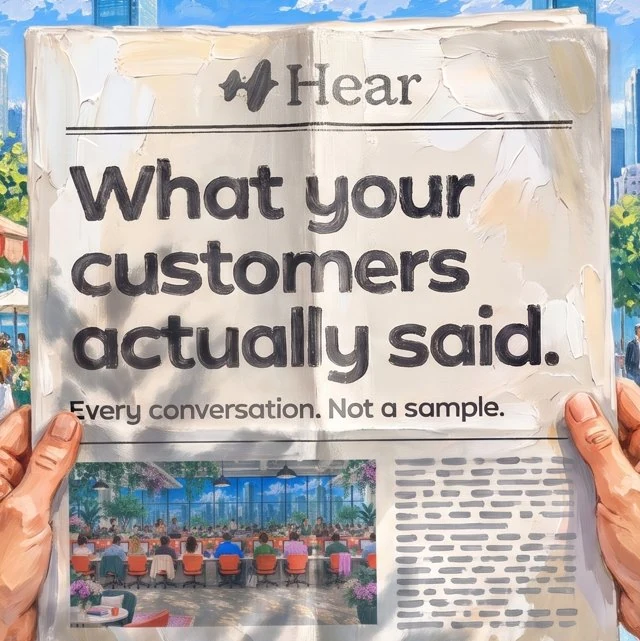 Hear
What your
customers
actually said.
Every conversation. Not a sample.